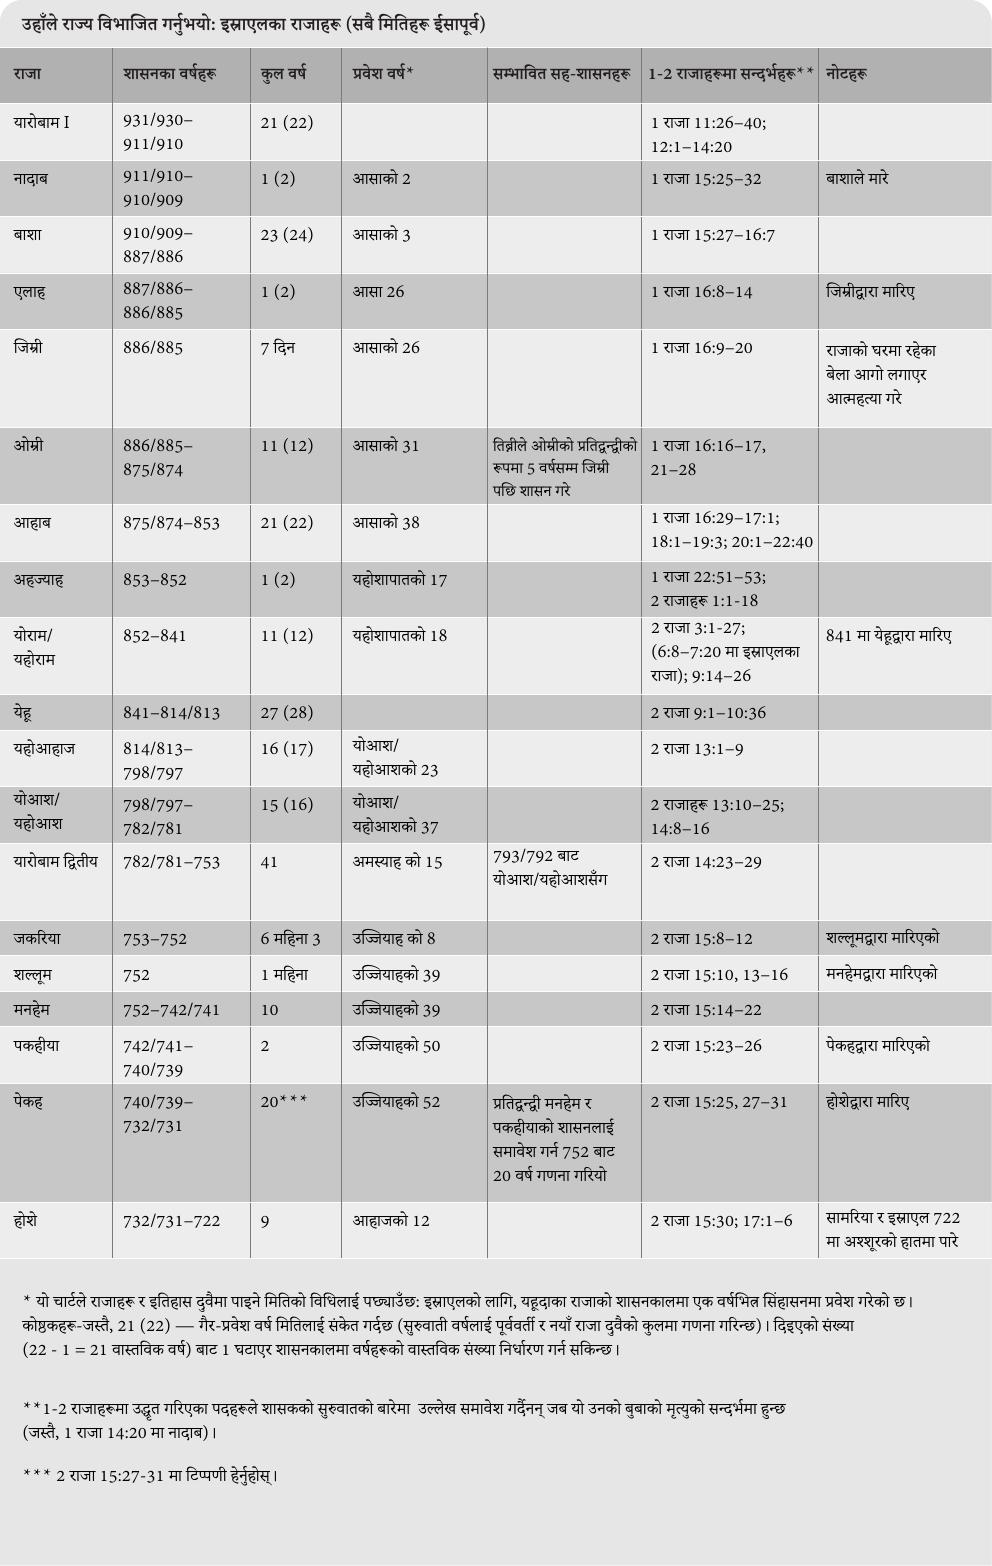 उहाँले राज्य विभाजित गर्नुभयो: इस्राएलका राजाहरू (सबै मितिहरू ईसापूर्व)
राजा शासनका वर्षहरू कुल वर्ष प्रवेश वर्ष* सम्भावित सह-शासनहरू 1-2 राजाहरूमा सन्दर्भहरू** नोटहरू
यारोबाम I 931/930– 21 (22) 1 राजा 11:26–40;
911/910 12:1–14:20
नादाब 911/910– 1 (2) आसाको 2 1 राजा 15:25–32 बाशाले मारे
910/909
बाशा 910/909– 23 (24) आसाको 3 1 राजा 15:27–16:7
887/886
एलाह 887/886– 1 (2) आसा 26 1 राजा 16:8–14 जिम्रीद्वारा मारिए
886/885
जिम्री 886/885 7 दिन आसाको 26 1 राजा 16:9–20 राजाको घरमा रहेका
बेला आगो लगाएर
आत्महत्या गरे
ओम्री 886/885– 11 (12) आसाको 31 तिब्नीले ओम्रीको प्रतिद्वन्द्वीको 1 राजा 16:16–17,
875/874 रूपमा 5 वर्षसम्म जिम्री 21–28
पछि शासन गरे
आहाब 875/874–853 21 (22) आसाको 38 1 राजा 16:29–17:1;
18:1–19:3; 20:1–22:40
अहज्याह 853–852 1 (2) यहोशापातको 17 1 राजा 22:51–53;
2 राजाहरू 1:1-18
योराम/ 852–841 11 (12) यहोशापातको 18 2 राजा 3:1-27; 841 मा येहूद्वारा मारिए
यहोराम (6:8–7:20 मा इस्राएलका
राजा); 9:14–26
येहू 841–814/813 27 (28) 2 राजा 9:1–10:36
यहोआहाज 814/813– 16 (17) योआश/ 2 राजा 13:1–9
798/797 यहोआशको 23
योआश/ 798/797– 15 (16) योआश/ 2 राजाहरू 13:10–25;
यहोआश 782/781 यहोआशको 37 14:8–16
यारोबाम द्वितीय 782/781–753 41 अमस्याह को 15 793/792 बाट 2 राजा 14:23–29
योआश/यहोआशसँग
जकरिया 753–752 6 महिना 3 उज्जियाह को 8 2 राजा 15:8–12 शल्लूमद्वारा मारिएको
शल्लूम 752 1 महिना उज्जियाहको 39 2 राजा 15:10, 13–16 मनहेमद्वारा मारिएको
मनहेम 752–742/741 10 उज्जियाहको 39 2 राजा 15:14–22
पकहीया 742/741– 2 उज्जियाहको 50 2 राजा 15:23–26 पेकहद्वारा मारिएको
740/739
पेकह 740/739– 20*** उज्जियाहको 52 प्रतिद्वन्द्वी मनहेम र 2 राजा 15:25, 27–31 होशेद्वारा मारिए
732/731 पकहीयाको शासनलाई
समावेश गर्न 752 बाट
20 वर्ष गणना गरियो
होशे 732/731–722 9 आहाजको 12 2 राजा 15:30; 17:1–6 सामरिया र इस्राएल 722
मा अश्शूरको हातमा पारे
* यो चार्टले राजाहरू र इतिहास दुवैमा पाइने मितिको विधिलाई पछ्याउँछ: इस्राएलको लागि, यहूदाका राजाको शासनकालमा एक वर्षभित्र सिंहासनमा प्रवेश गरेको छ।
कोष्ठकहरू-जस्तै, 21 (22) — गैर-प्रवेश वर्ष मितिलाई संकेत गर्दछ (सुरुवाती वर्षलाई पूर्ववर्ती र नयाँ राजा दुवैको कुलमा गणना गरिन्छ)। दिइएको संख्या
(22 - 1 = 21 वास्तविक वर्ष) बाट 1 घटाएर शासनकालमा वर्षहरूको वास्तविक संख्या निर्धारण गर्न सकिन्छ।
**1-2 राजाहरूमा उद्धृत गरिएका पदहरूले शासकको सुरुवातको बारेमा उल्लेख समावेश गर्दैनन् जब यो उनको बुबाको मृत्युको सन्दर्भमा हुन्छ
(जस्तै, 1 राजा 14:20 मा नादाब)।
*** 2 राजा 15:27-31 मा टिप्पणी हेर्नुहोस्।